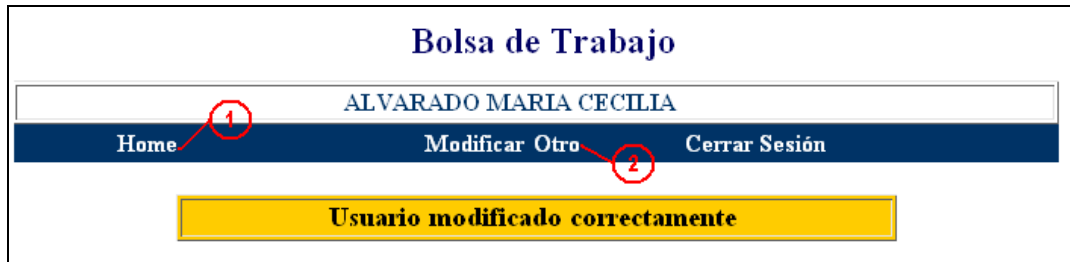 Bolsa de Trabajo
ALVARADO MARIA CECILIA
1
Home Modificar Otro Cerrar Sesión
2
Usuario modificado correctamente